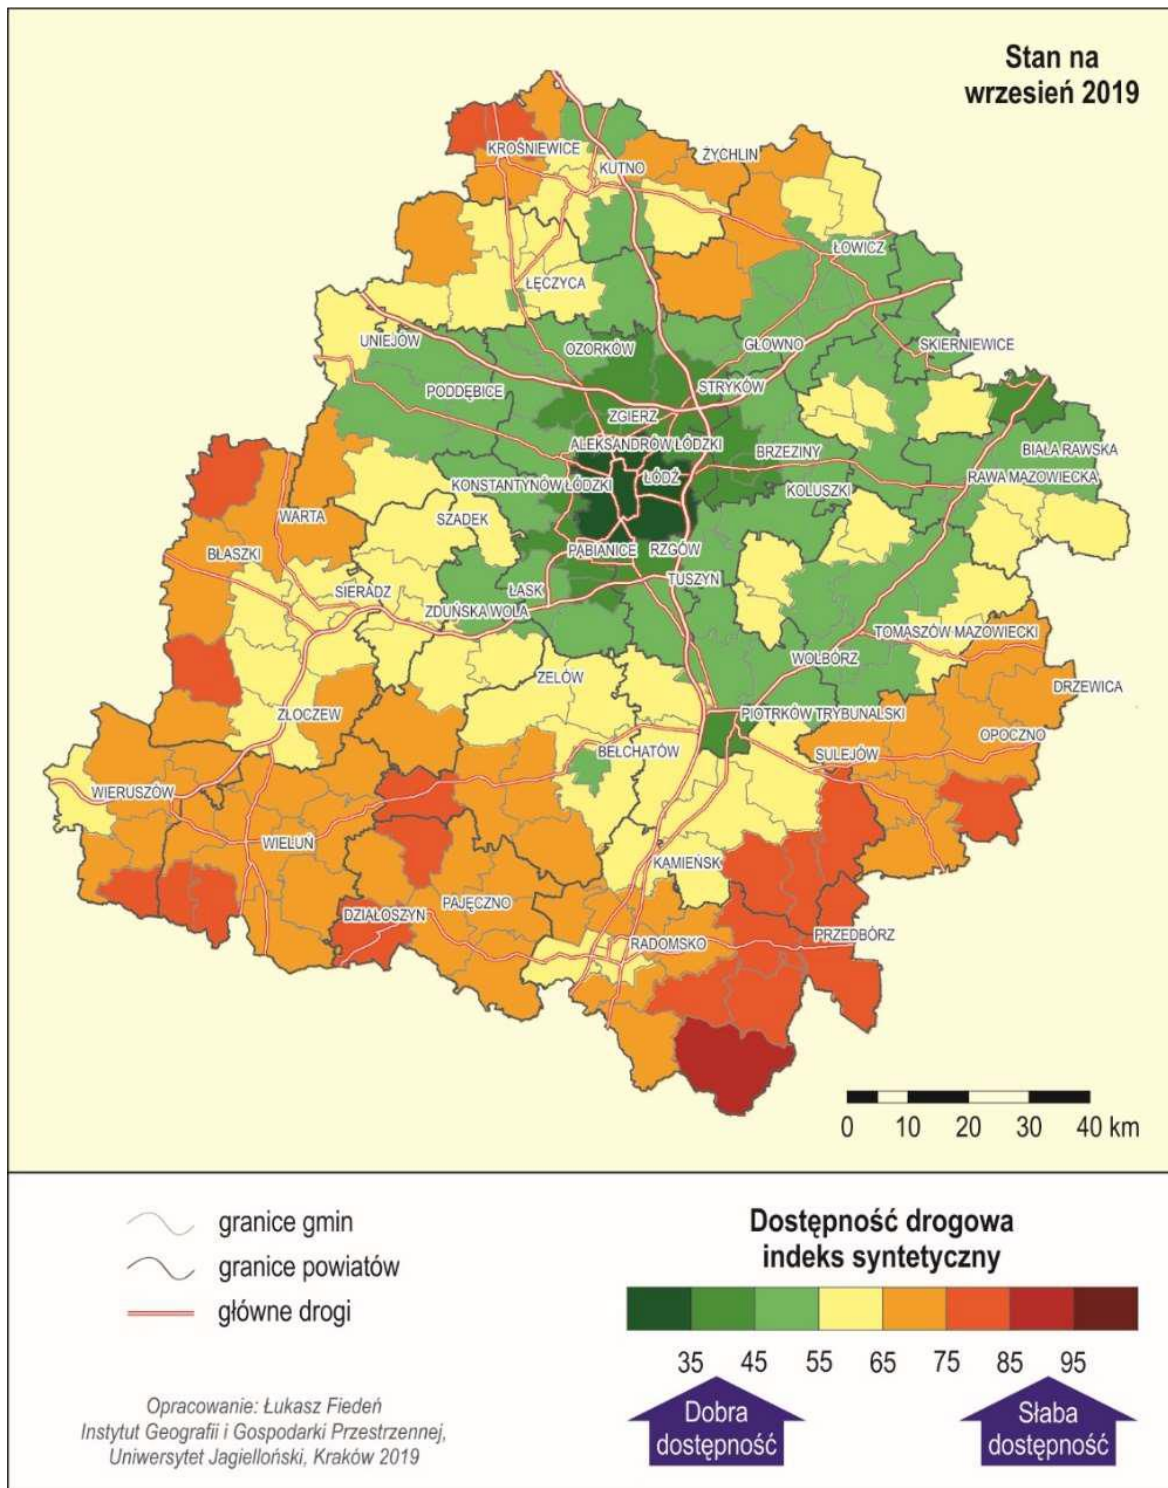 Stan na
wrzesień 2019
KROŚNIEWICE
ŻYCHLIN
KUTNO
ŁOWICZ
ŁĘCZYCA
UNIEJÓW
OZORKÓW
GŁOWNO
SKIERNIEWICE
PODDĘBICE
STRYKÓW
ZGIERZ
ALEKSANDRÓW ŁÓDZKI
BRZEZINY
BIAŁA RAWSKA
KONSTANTYNÓW ŁÓDZKI
ŁÓDŹ
RAWA MAZOWIECKA
KOLUSZKI
WARTA
SZADEK
BŁASZKI
PABIANICE
RZGÓW
SIERADZ
ŁASK
TUSZYN
ZDUŃSKA WOLA
TOMASZÓW MAZOWIECKI
WOLBÓRZ
ZELÓW
DRZEWICA
ZŁOCZEW
PIOTRKÓW TRYBUNALSKI
OPOCZNO
BEŁCHATÓW
SULEJÓW
WIERUSZÓW
WIELUŃ
KAMIEŃSK
PAJĘCZNO
DZIAŁOSZYN
PRZEDBÓRZ
RADOMSKO
0 10 20 30 40 km
granice gmin
granice powiatów
główne drogi
Opracowanie: Łukasz Fiedeń
Instytut Geografii i Gospodarki Przestrzennej,
Uniwersytet Jagielloński, Kraków 2019
Dostępność drogowa
indeks syntetyczny
35 45 55 65 75 85 95
Dobra
dostępność
Słaba
dostępność